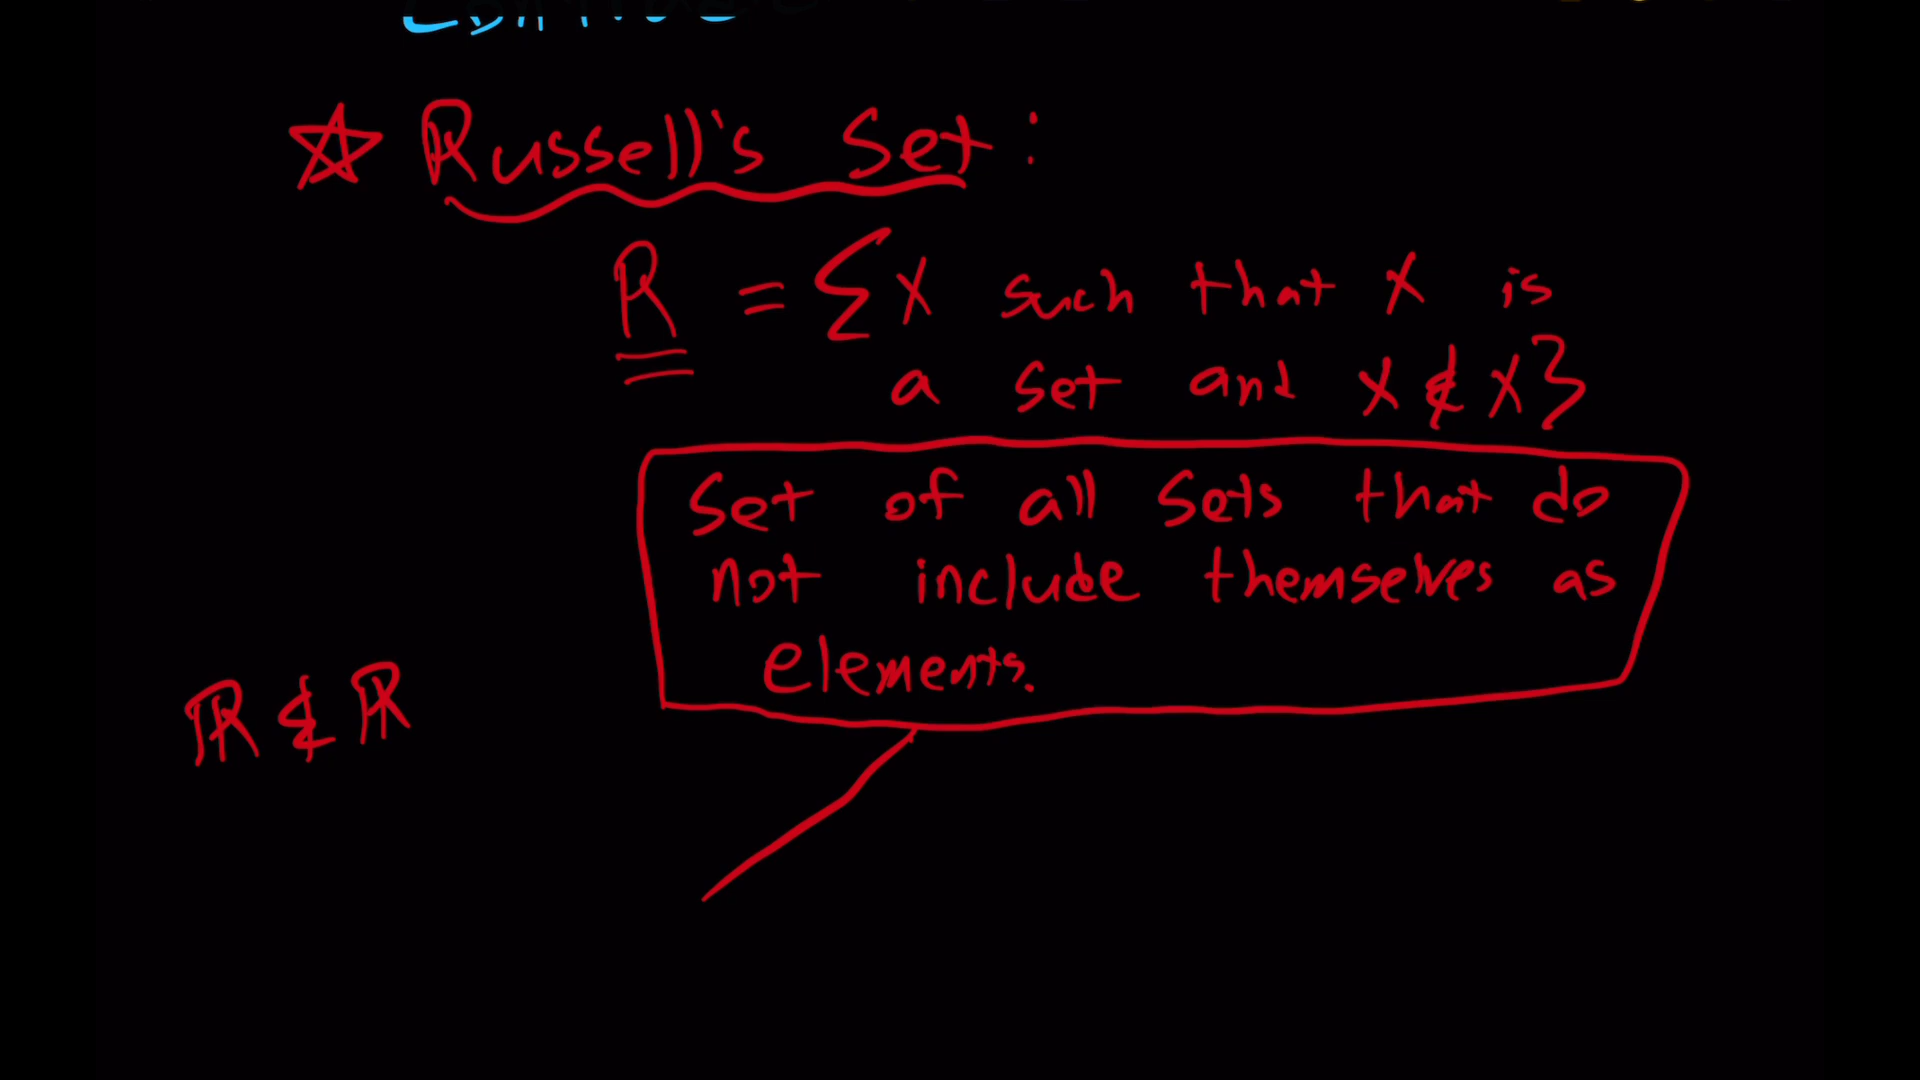 ☆ Russell's Set:
R = {X such that X is
a set and X ∉ X}
Set of all Sets that do
not include themselves as
elements.
ℝ ∉ ℝ